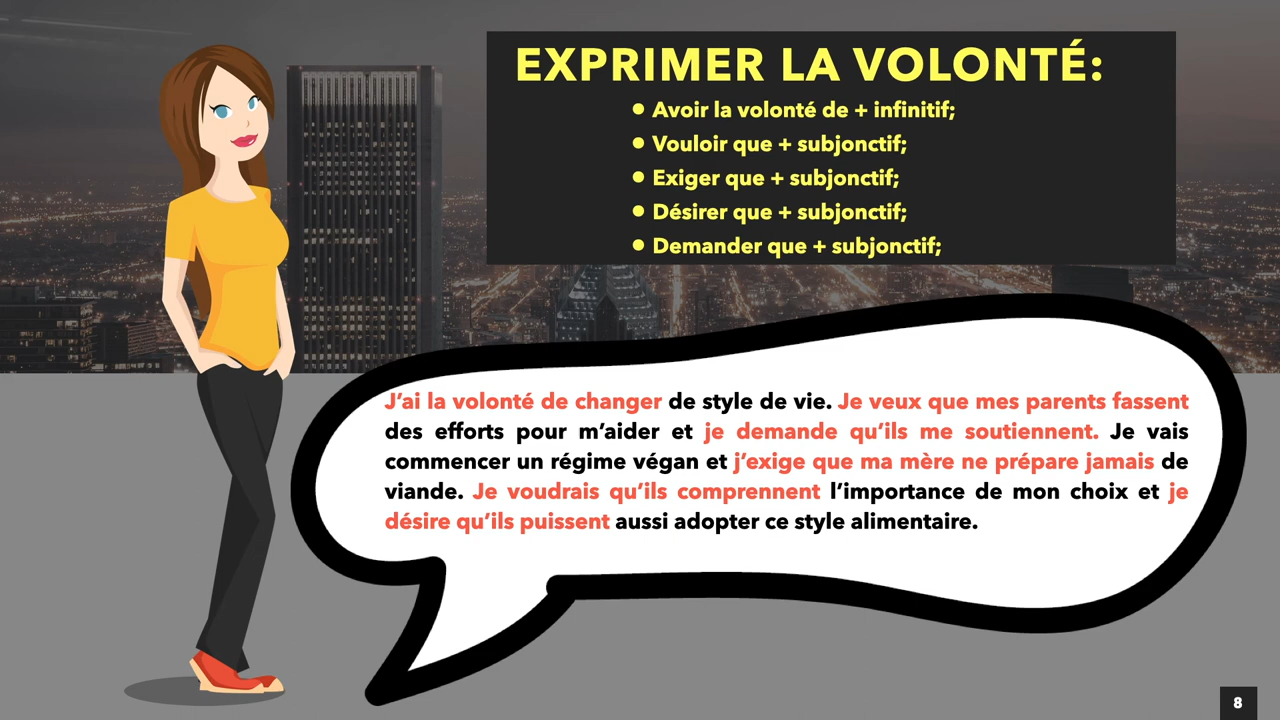 EXPRIMER LA VOLONTÉ:
• Avoir la volonté de + infinitif;
• Vouloir que + subjonctif;
• Exiger que + subjonctif;
• Désirer que + subjonctif;
• Demander que + subjonctif;
J’ai la volonté de changer de style de vie. Je veux que mes parents fassent
des efforts pour m’aider et je demande qu’ils me soutiennent. Je vais
commencer un régime végan et j’exige que ma mère ne prépare jamais de
viande. Je voudrais qu’ils comprennent l’importance de mon choix et je
désire qu’ils puissent aussi adopter ce style alimentaire.
8